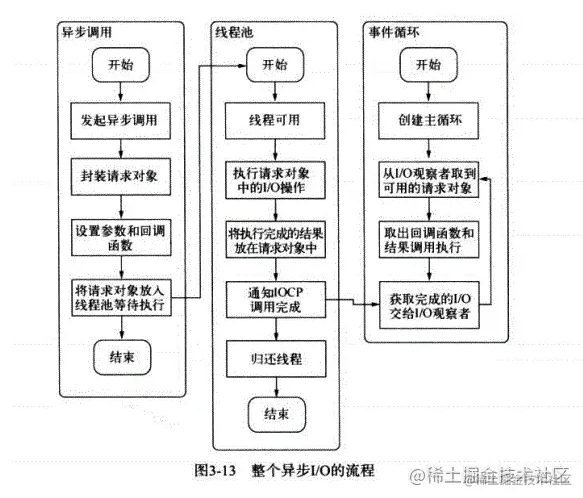 异步调用
开始
发起异步调用
封装请求对象
设置参数和回调
函数
将请求对象放入
线程池等待执行
结束
线程池
开始
线程可用
执行请求对象
中的I/O操作
将执行完成的结果
放在请求对象中
通知IOCP
调用完成
归还线程
结束
事件循环
开始
创建主循环
从I/O观察者取到
可用的请求对象
取出回调函数和
结果调用执行
获取完成的I/O
交给I/O观察者
图3-13 整个异步I/O的流程
@稀土掘金技术社区
@稀土掘金技术社区